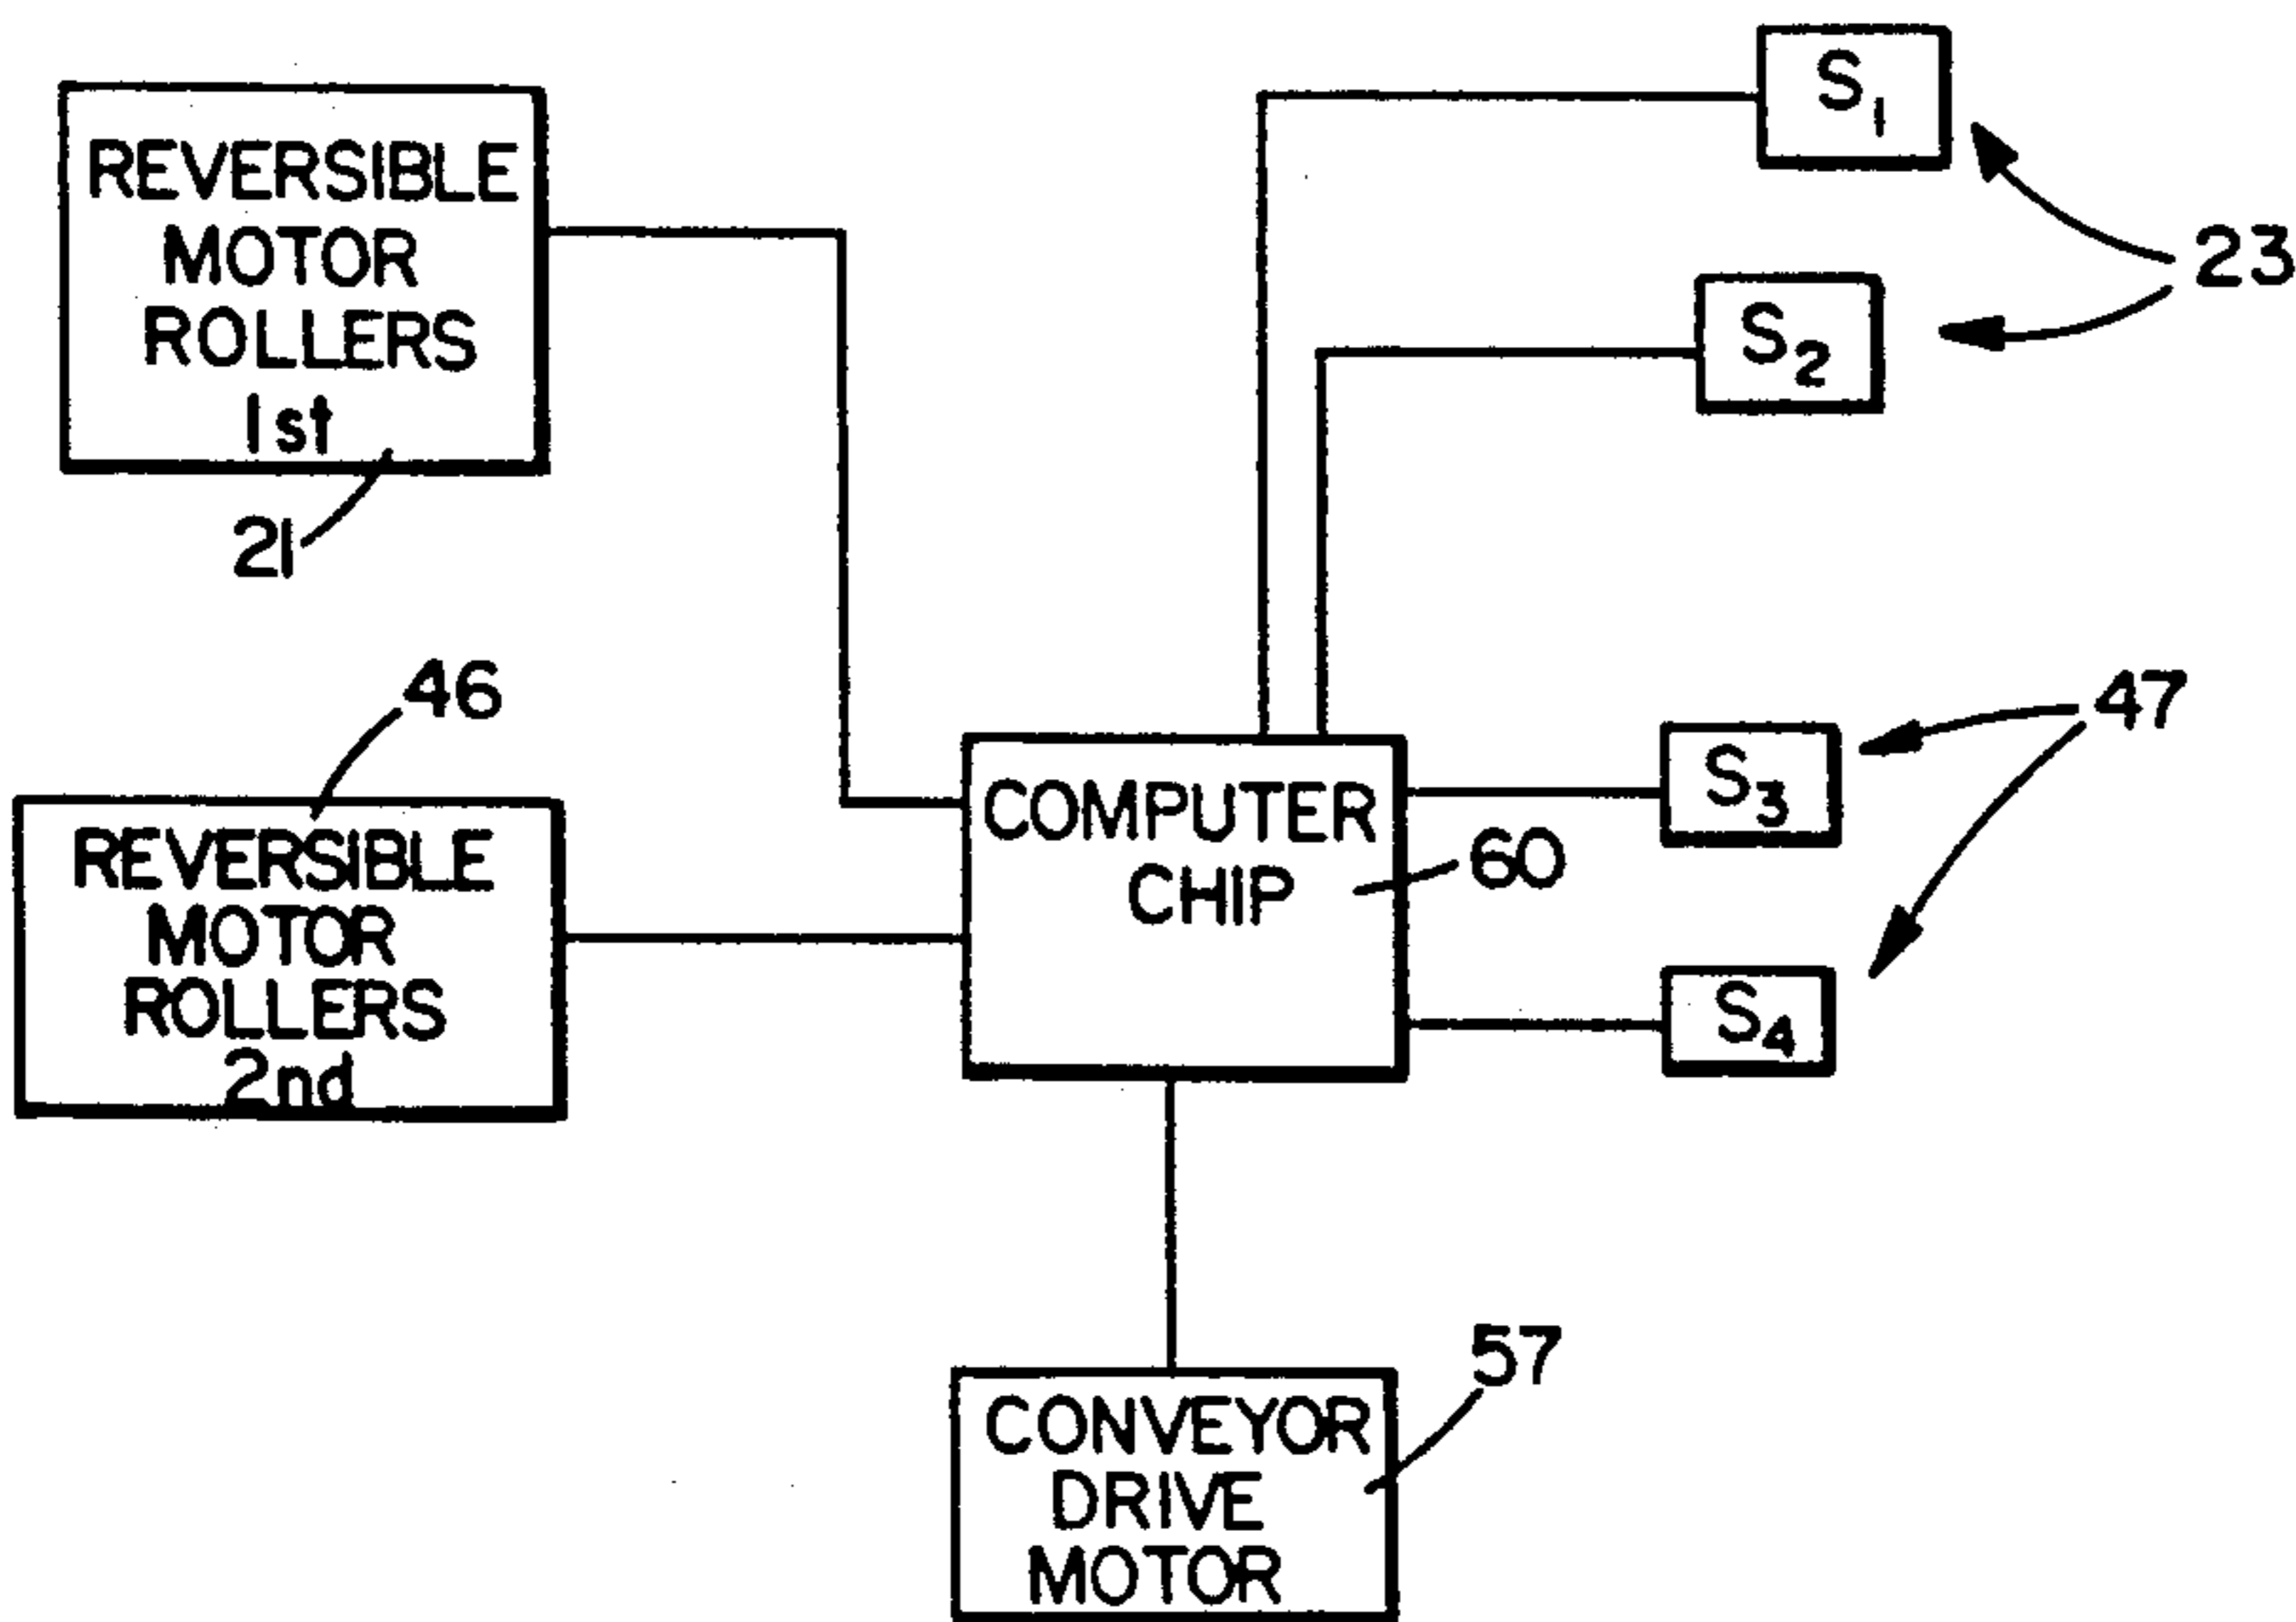 REVERSIBLE
MOTOR
ROLLERS
1st
21
S1
S2
23
46
REVERSIBLE
MOTOR
ROLLERS
2nd
COMPUTER
CHIP
60
S3
S4
47
57
CONVEYOR
DRIVE
MOTOR